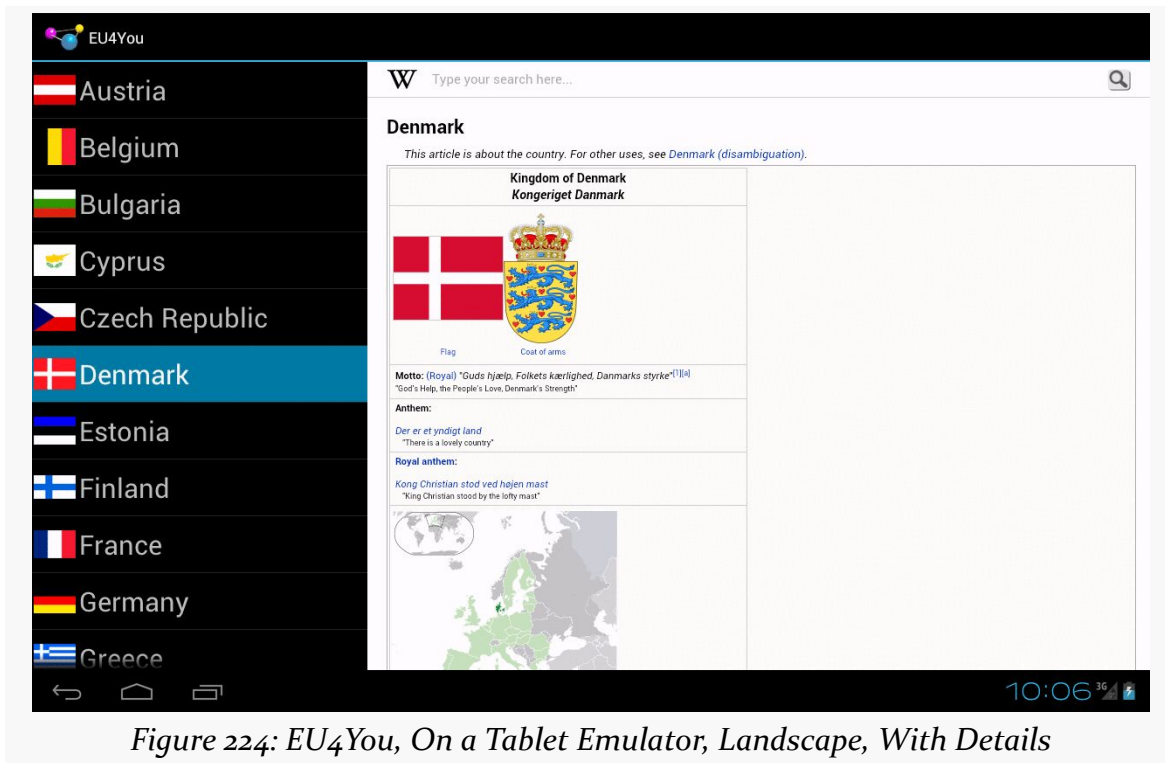 EU4You
Austria
Belgium
Bulgaria
Cyprus
Czech Republic
Denmark
Estonia
Finland
France
Germany
Greece
W Type your search here...
Denmark
This article is about the country. For other uses, see Denmark (disambiguation).
Kingdom of Denmark
Kongeriget Danmark
Flag Coat of arms
Motto: (Royal) "Guds hjælp, Folkets kærlighed, Danmarks styrke"[1][a]
"God's Help, the People's Love, Denmark's Strength"
Anthem:
Der er et yndigt land
"There is a lovely country"
Royal anthem:
Kong Christian stod ved højen mast
"King Christian stood by the lofty mast"
10:06 3G
Figure 224: EU4You, On a Tablet Emulator, Landscape, With Details